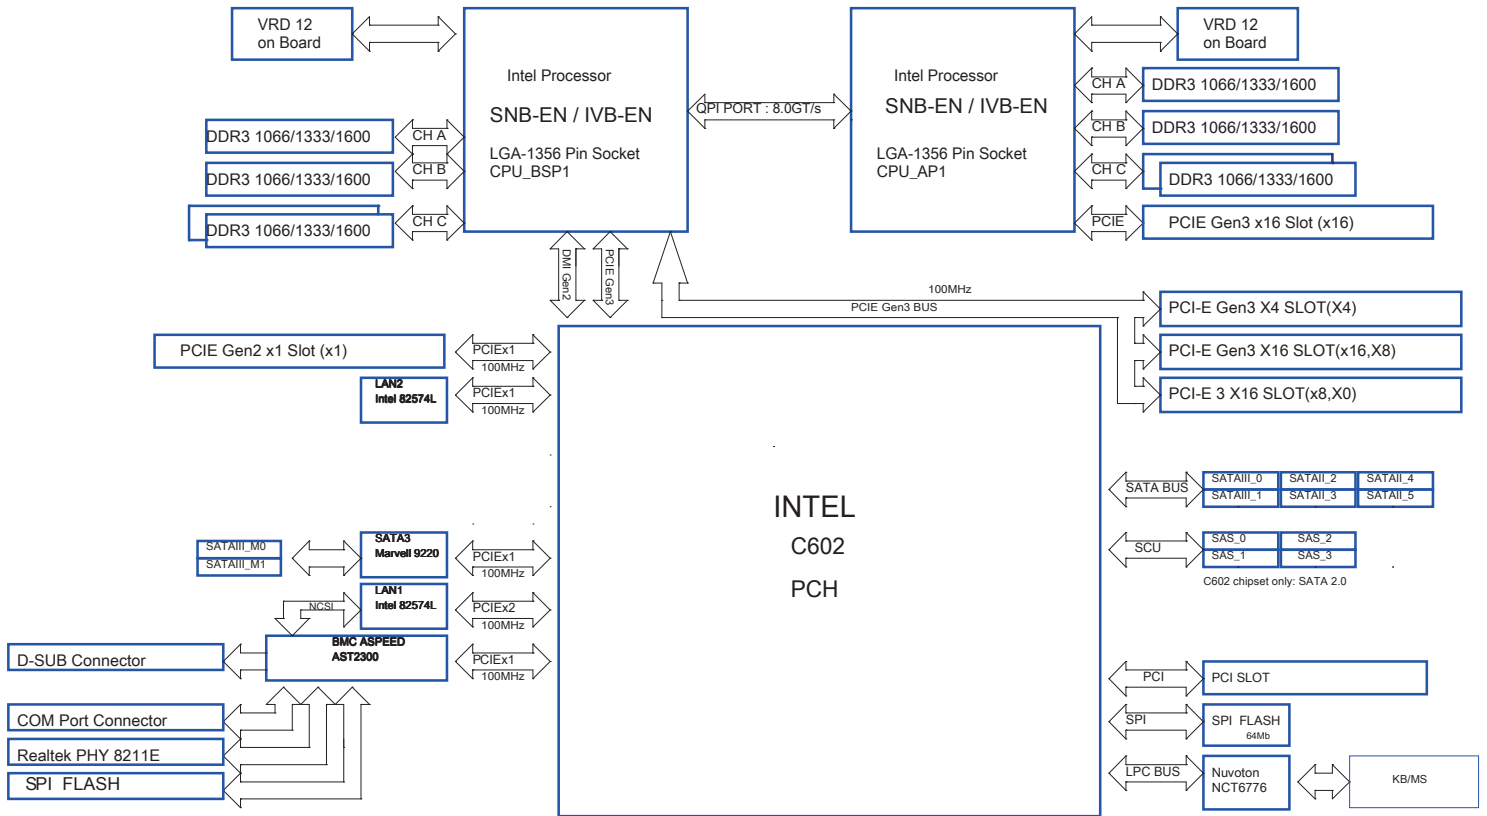 VRD 12
on Board
VRD 12
on Board
Intel Processor
SNB-EN / IVB-EN
LGA-1356 Pin Socket
CPU_BSP1
QPI PORT : 8.0GT/s
Intel Processor
SNB-EN / IVB-EN
LGA-1356 Pin Socket
CPU_AP1
DDR3 1066/1333/1600
CH A
DDR3 1066/1333/1600
CH B
DDR3 1066/1333/1600
CH C
CH A
DDR3 1066/1333/1600
CH B
DDR3 1066/1333/1600
CH C
DDR3 1066/1333/1600
PCIE
PCIE Gen3 x16 Slot (x16)
DMI Gen2
PCIE Gen3
100MHz
PCIE Gen3 BUS
PCI-E Gen3 X4 SLOT(X4)
PCI-E Gen3 X16 SLOT(x16,X8)
PCI-E 3 X16 SLOT(x8,X0)
PCIE Gen2 x1 Slot (x1)
PCIEx1
100MHz
LAN2
Intel 82574L
PCIEx1
100MHz
INTEL
C602
PCH
SATA BUS
SATAIII_0
SATAII_2
SATAII_4
SATAIII_1
SATAII_3
SATAII_5
SCU
SAS_0
SAS_2
SAS_1
SAS_3
C602 chipset only: SATA 2.0
SATAIII_M0
SATAIII_M1
SATA3
Marvell 9220
PCIEx1
100MHz
NCSI
LAN1
Intel 82574L
PCIEx2
100MHz
BMC ASPEED
AST2300
PCIEx1
100MHz
D-SUB Connector
COM Port Connector
Realtek PHY 8211E
SPI FLASH
PCI
PCI SLOT
SPI
SPI FLASH
64Mb
LPC BUS
Nuvoton
NCT6776
KB/MS